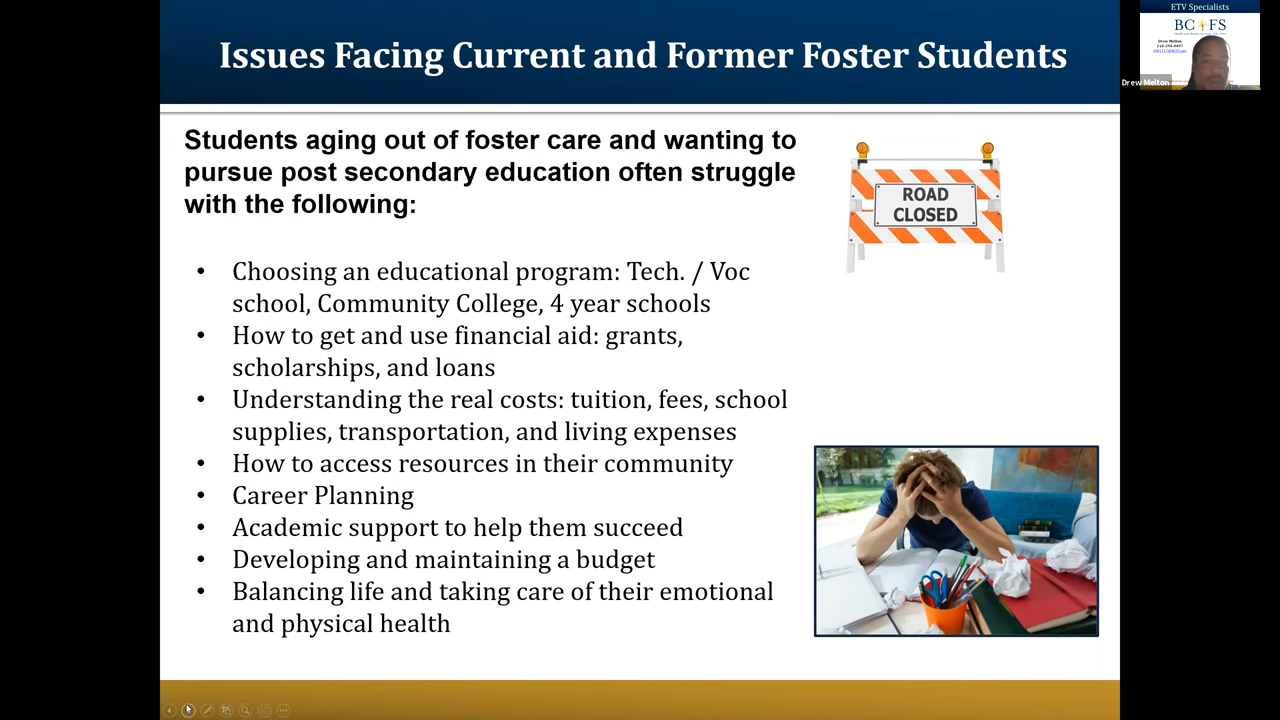 Issues Facing Current and Former Foster Students
Students aging out of foster care and wanting to
pursue post secondary education often struggle
with the following:
• Choosing an educational program: Tech. / Voc
school, Community College, 4 year schools
• How to get and use financial aid: grants,
scholarships, and loans
• Understanding the real costs: tuition, fees, school
supplies, transportation, and living expenses
• How to access resources in their community
• Career Planning
• Academic support to help them succeed
• Developing and maintaining a budget
• Balancing life and taking care of their emotional
and physical health
ROAD
CLOSED
ETV Specialists
BCFS
Drew Melton
Drew Melton